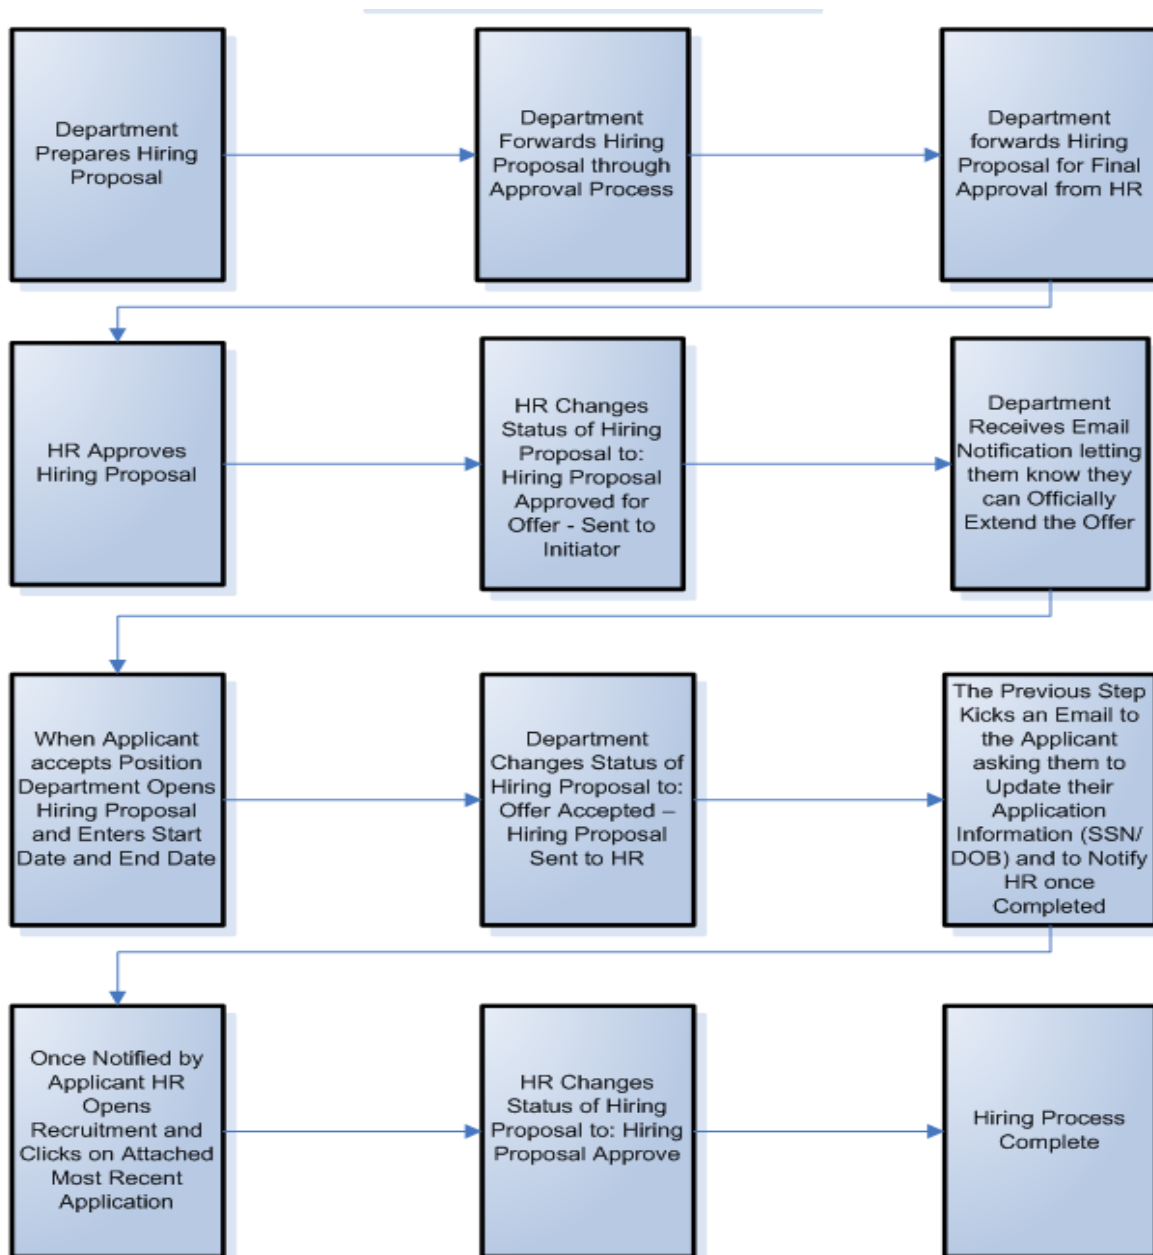 Department
Prepares Hiring
Proposal
Department
Forwards Hiring
Proposal through
Approval Process
Department
forwards Hiring
Proposal for Final
Approval from HR
HR Approves
Hiring Proposal
HR Changes
Status of Hiring
Proposal to:
Hiring Proposal
Approved for
Offer - Sent to
Initiator
Department
Receives Email
Notification letting
them know they
can Officially
Extend the Offer
When Applicant
accepts Position
Department Opens
Hiring Proposal
and Enters Start
Date and End Date
Department
Changes Status of
Hiring Proposal to:
Offer Accepted –
Hiring Proposal
Sent to HR
The Previous Step
Kicks an Email to
the Applicant
asking them to
Update their
Application
Information (SSN/
DOB) and to Notify
HR once
Completed
Once Notified by
Applicant HR
Opens
Recruitment and
Clicks on Attached
Most Recent
Application
HR Changes
Status of Hiring
Proposal to: Hiring
Proposal Approve
Hiring Process
Complete